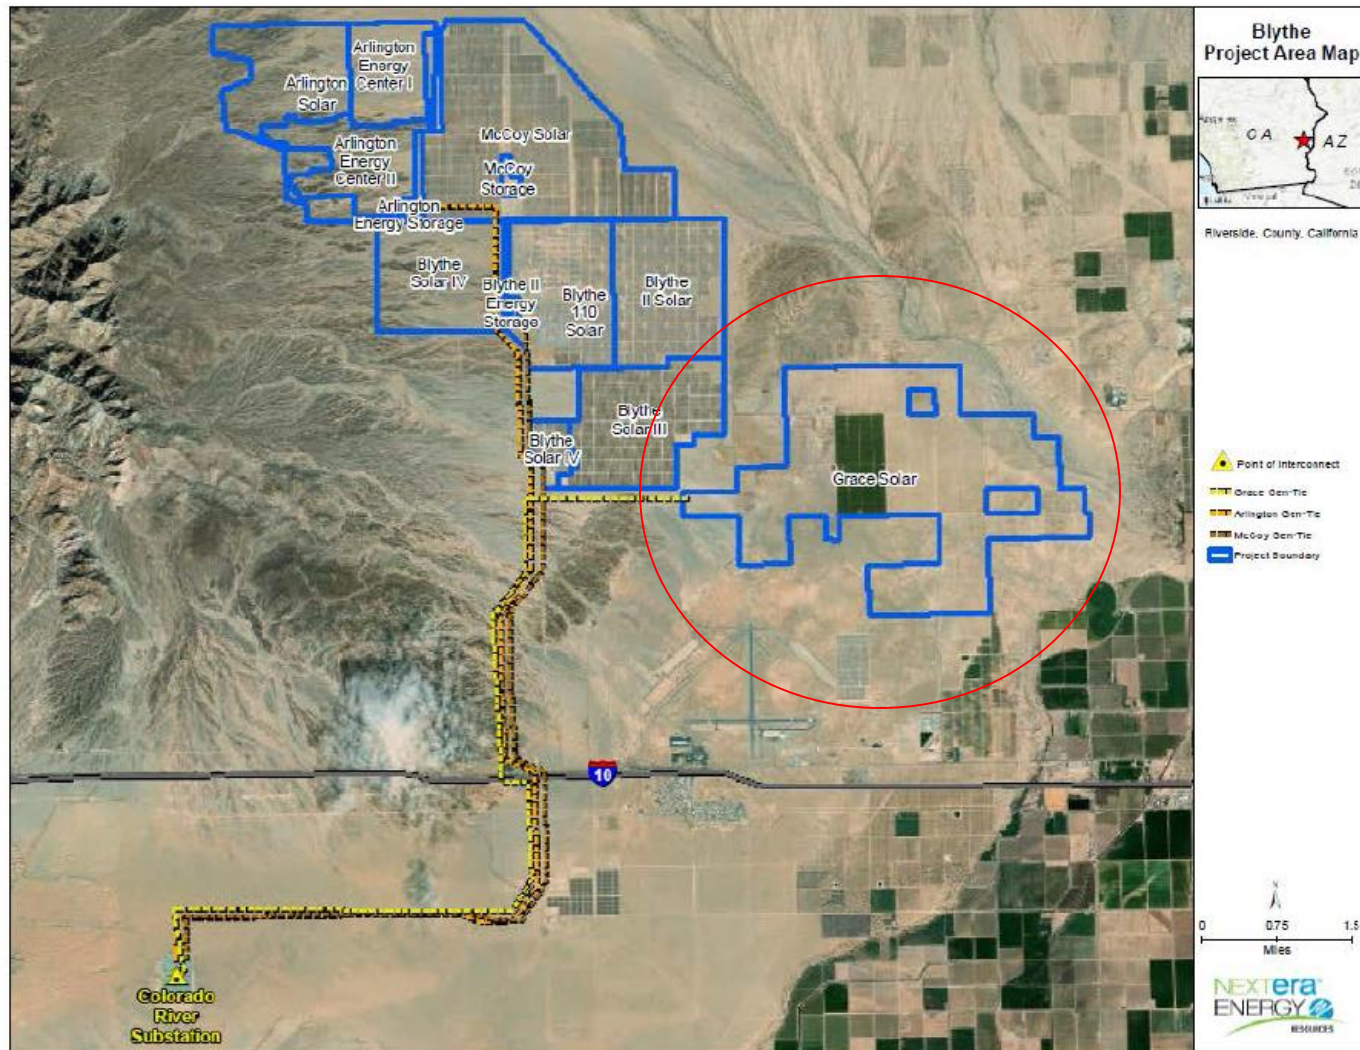 Blythe
Project Area Map
CA
AZ
Riverside, County, California
Arlington
Energy
Center I
Arlington
Solar
McCoy Solar
Arlington
Energy
Center II
McCoy
Storage
Arlington
Energy Storage
Blythe
Solar IV
Blythe II
Energy
Storage
Blythe
110
Solar
Blythe
II Solar
Blythe
Solar III
Blythe
Solar IV
Grace Solar
10
Colorado
River
Substation
Point of Interconnect
Grace Gen-Tie
Arlington Gen-Tie
McCoy Gen-Tie
Project Boundary
N
0 0.75 1.5
Miles
NEXTera
ENERGY
RESOURCES